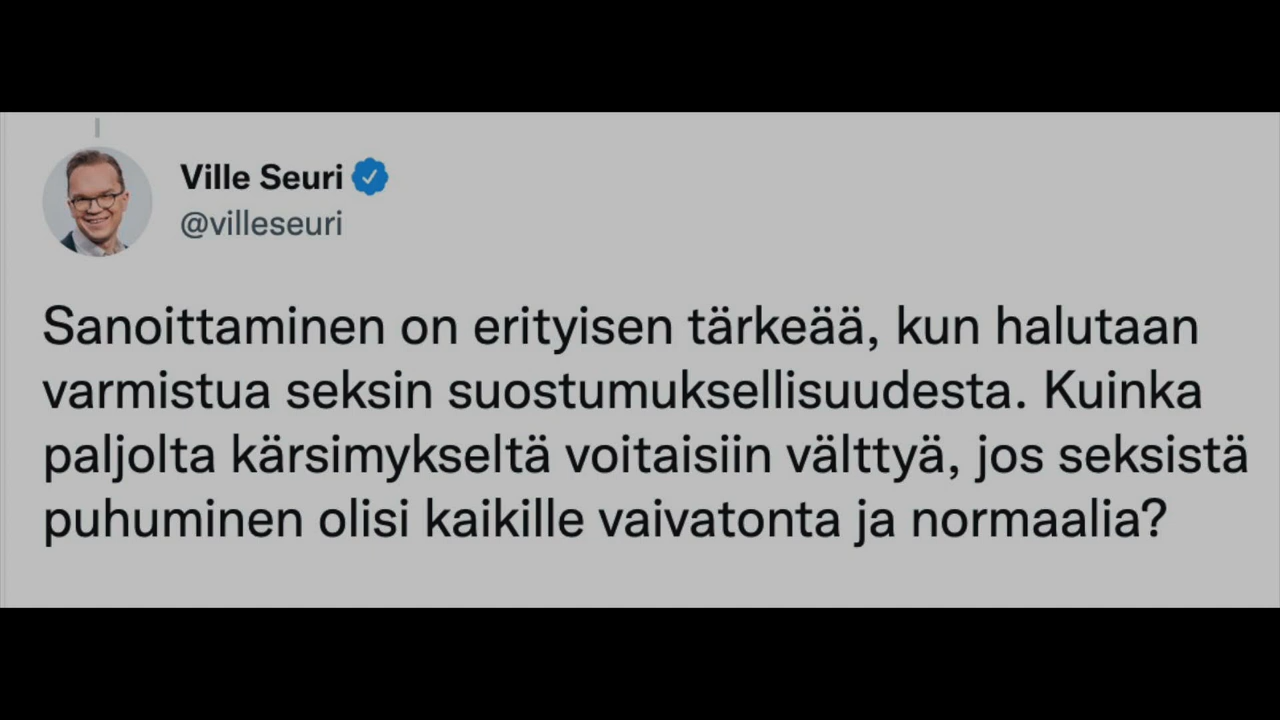 Ville Seuri
@villeseuri
Sanoittaminen on erityisen tärkeää, kun halutaan
varmistua seksin suostumuksellisuudesta. Kuinka
paljolta kärsimykseltä voitaisiin välttyä, jos seksistä
puhuminen olisi kaikille vaivatonta ja normaalia?